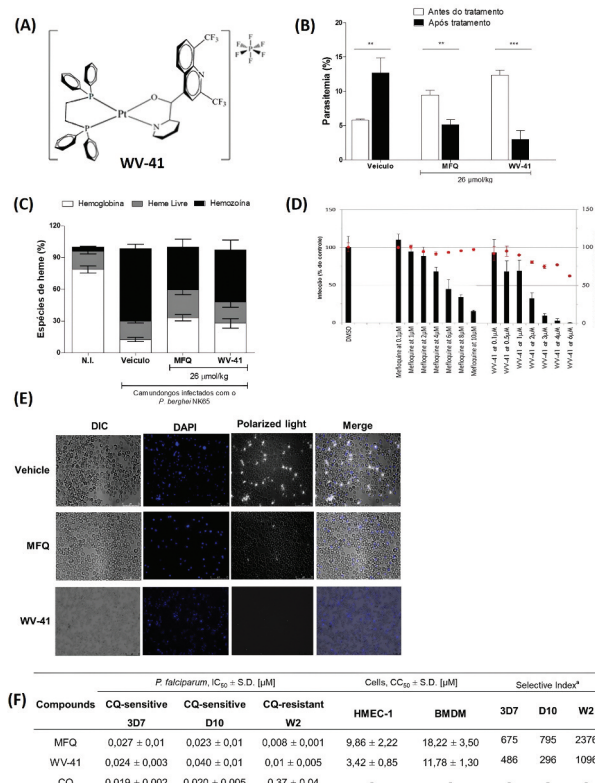 (A)
CF₃
CF₃
P
P
Pt
O
N
N
P
F
F
F
F
F
F
WV-41
(B)
Antes do tratamento
Após tratamento
Parasitemia (%)
20
15
10
5
0
**
**
***
Veículo
MFQ
WV-41
26 µmol/kg
(C)
Hemoglobina
Heme Livre
Hemozoína
Espécies de heme (%)
120
90
60
30
0
N.I.
Veículo
MFQ
WV-41
26 µmol/kg
Camundongos infectados com o
P. berghei NK65
(D)
Infecção (% do controle)
150
100
50
0
150
100
50
0
DMSO
Mefloquine at 0.1µM
Mefloquine at 1µM
Mefloquine at 2µM
Mefloquine at 4µM
Mefloquine at 6µM
Mefloquine at 8µM
Mefloquine at 10µM
WV-41 at 0.1µM
WV-41 at 0.5µM
WV-41 at 1µM
WV-41 at 2µM
WV-41 at 3µM
WV-41 at 4µM
WV-41 at 6µM
(E)
DIC DAPI Polarized light Merge
Vehicle
MFQ
WV-41
(F)
P. falciparum, IC₅₀ ± S.D. [µM] Cells, CC₅₀ ± S.D. [µM] Selective Indexª
Compounds CQ-sensitive CQ-sensitive CQ-resistant
3D7 D10 W2 HMEC-1 BMDM 3D7 D10 W2
MFQ 0,027 ± 0,01 0,023 ± 0,01 0,008 ± 0,001 9,86 ± 2,22 18,22 ± 3,50 675 795 2376
WV-41 0,024 ± 0,003 0,040 ± 0,01 0,01 ± 0,005 3,42 ± 0,85 11,78 ± 1,30 486 296 1096
CQ 0,019 ± 0,002 0,020 ± 0,005 0,37 ± 0,04 - - - - -